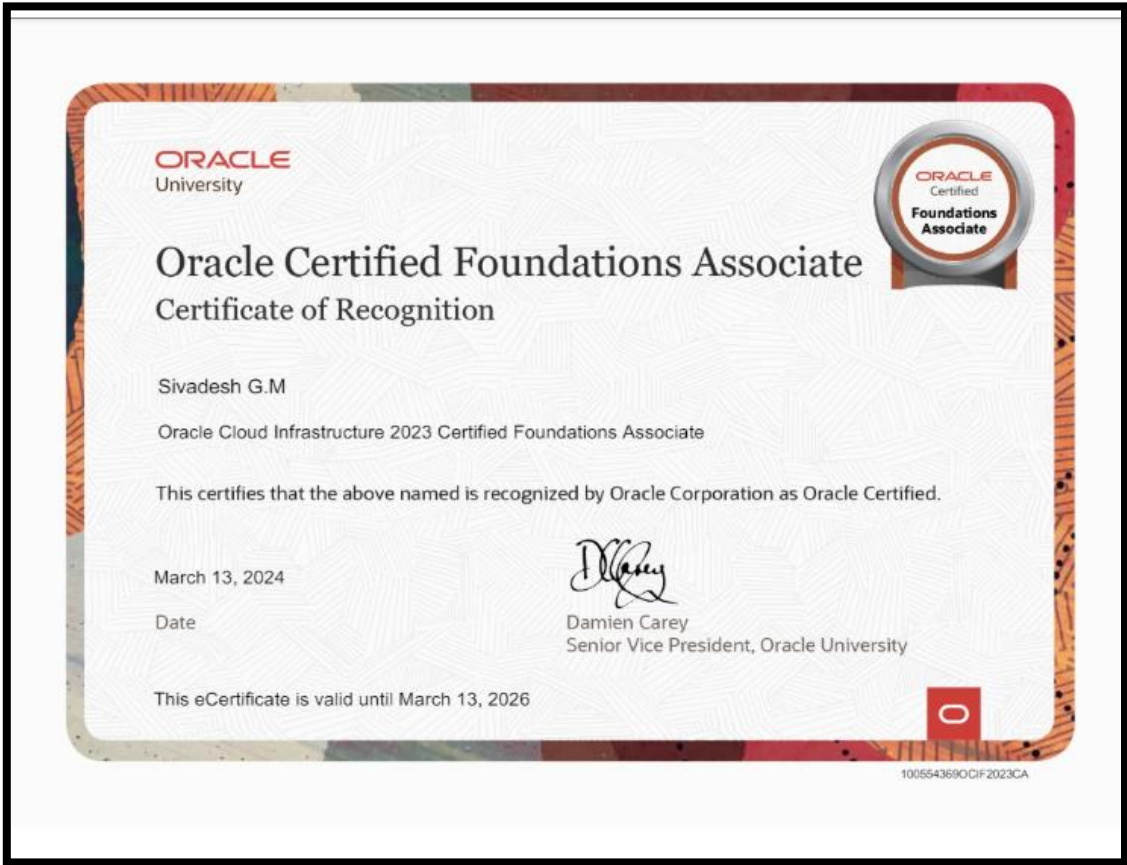 ORACLE
University
ORACLE
Certified
Foundations
Associate
Oracle Certified Foundations Associate
Certificate of Recognition
Sivadesh G.M
Oracle Cloud Infrastructure 2023 Certified Foundations Associate
This certifies that the above named is recognized by Oracle Corporation as Oracle Certified.
March 13, 2024
Date
Damien Carey
Senior Vice President, Oracle University
This eCertificate is valid until March 13, 2026
100554369OCIF2023CA